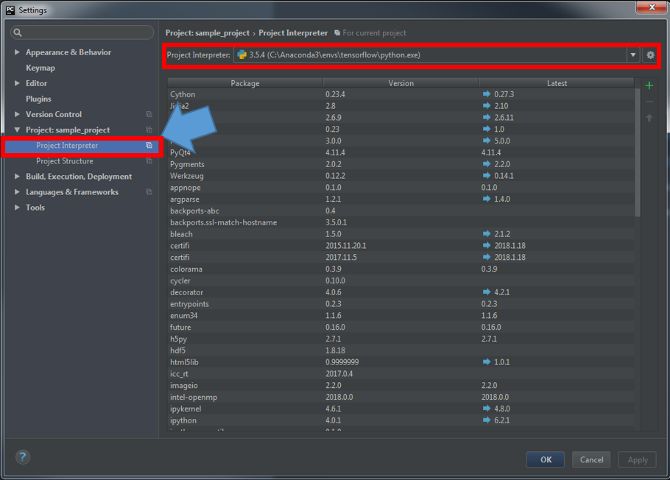 Settings
Project: sample_project › Project Interpreter For current project
Appearance & Behavior
Keymap
Editor
Plugins
Version Control
Project: sample_project
Project Interpreter
Project Structure
Build, Execution, Deployment
Languages & Frameworks
Tools
Project Interpreter: 3.5.4 (C:\Anaconda3\envs\tensorflow\python.exe)
Package Version Latest
Cython 0.23.4 0.27.3
2.8 2.10
2.6.9 2.6.11
0.23 1.0
3.0.0 5.0.0
PyQt4 4.11.4 4.11.4
Pygments 2.0.2 2.2.0
Werkzeug 0.12.2 0.14.1
appnope 0.1.0 0.1.0
argparse 1.2.1 1.4.0
backports-abc 0.4
backports.ssl-match-hostname 3.5.0.1
bleach 1.5.0 2.1.2
certifi 2015.11.20.1 2018.1.18
certifi 2017.11.5 2018.1.18
colorama 0.3.9 0.3.9
cycler 0.10.0
decorator 4.0.6 4.2.1
entrypoints 0.2.3 0.2.3
enum34 1.1.6 1.1.6
future 0.16.0 0.16.0
h5py 2.7.1 2.7.1
hdf5 1.8.18
html5lib 0.9999999 1.0.1
icc_rt 2017.0.4
imageio 2.2.0 2.2.0
intel-openmp 2018.0.0 2018.0.0
ipykernel 4.6.1 4.8.0
ipython 4.0.1 6.2.1
OK Cancel Apply